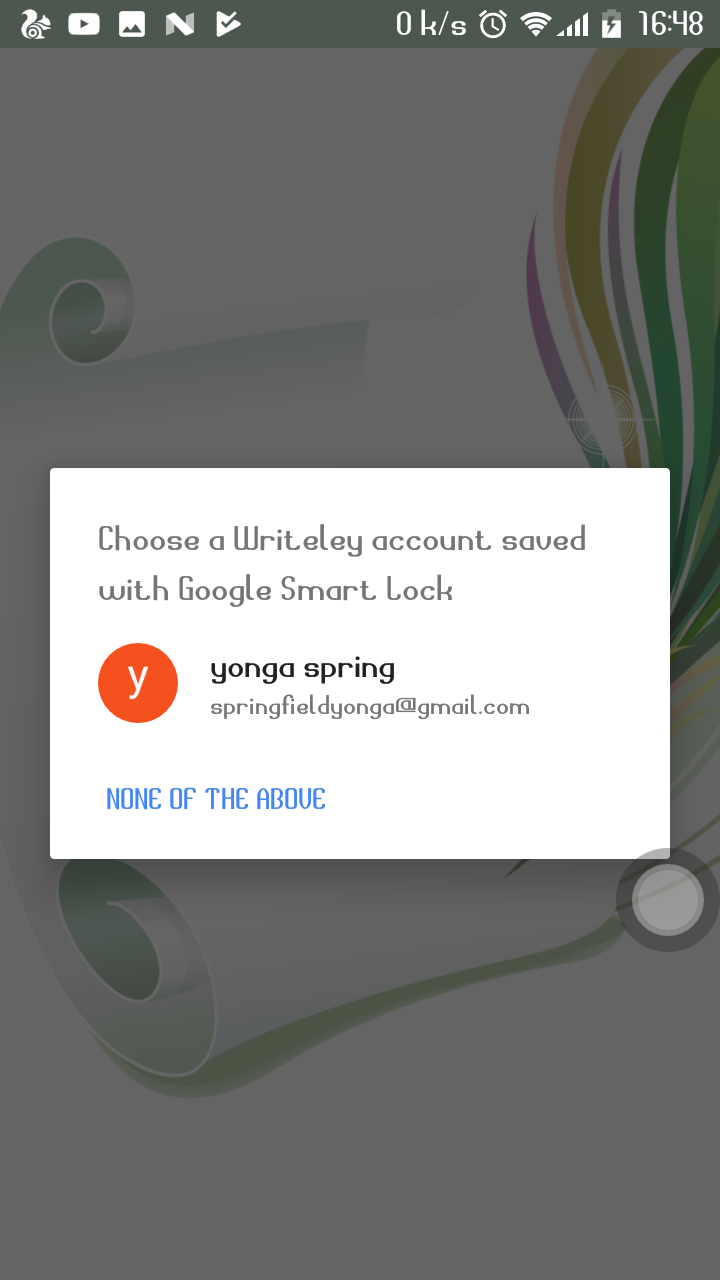 0 k/s 16:48
Choose a Writeley account saved
with Google Smart Lock
y
yonga spring
springfieldyonga@gmail.com
NONE OF THE ABOVE